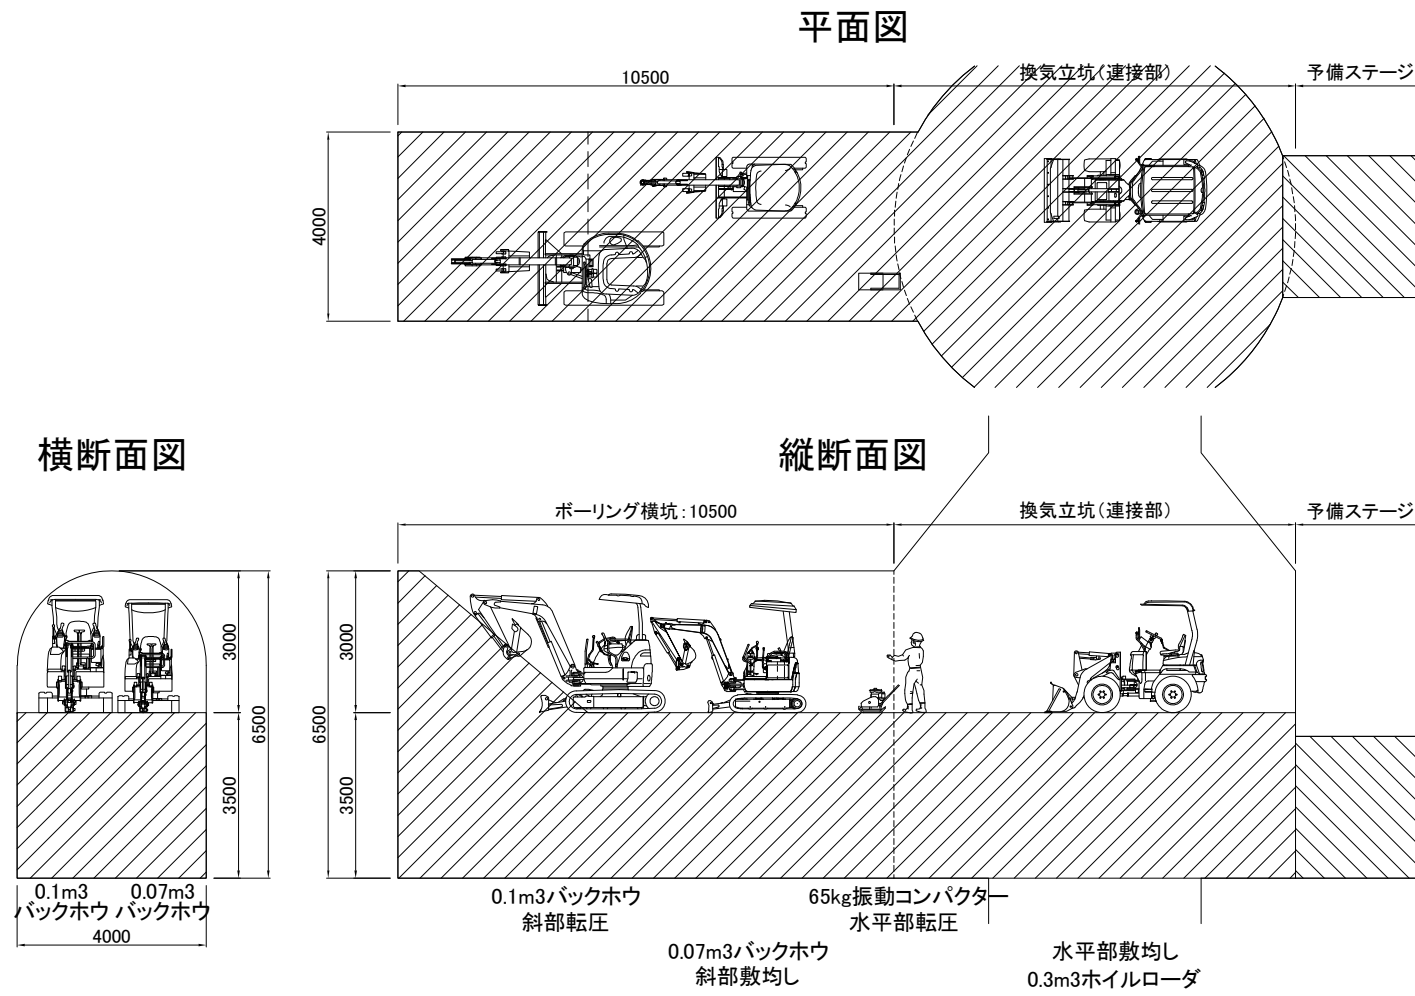 平面図
10500
換気立坑（連接部）
予備ステージ
4000
横断面図
縦断面図
ボーリング横坑：10500
換気立坑（連接部）
予備ステージ
3000
6500
3500
6500
3000
3500
0.1m3
バックホウ
0.07m3
バックホウ
4000
0.1m3バックホウ
斜部転圧
65kg振動コンパクター
水平部転圧
0.07m3バックホウ
斜部敷均し
水平部敷均し
0.3m3ホイルローダ